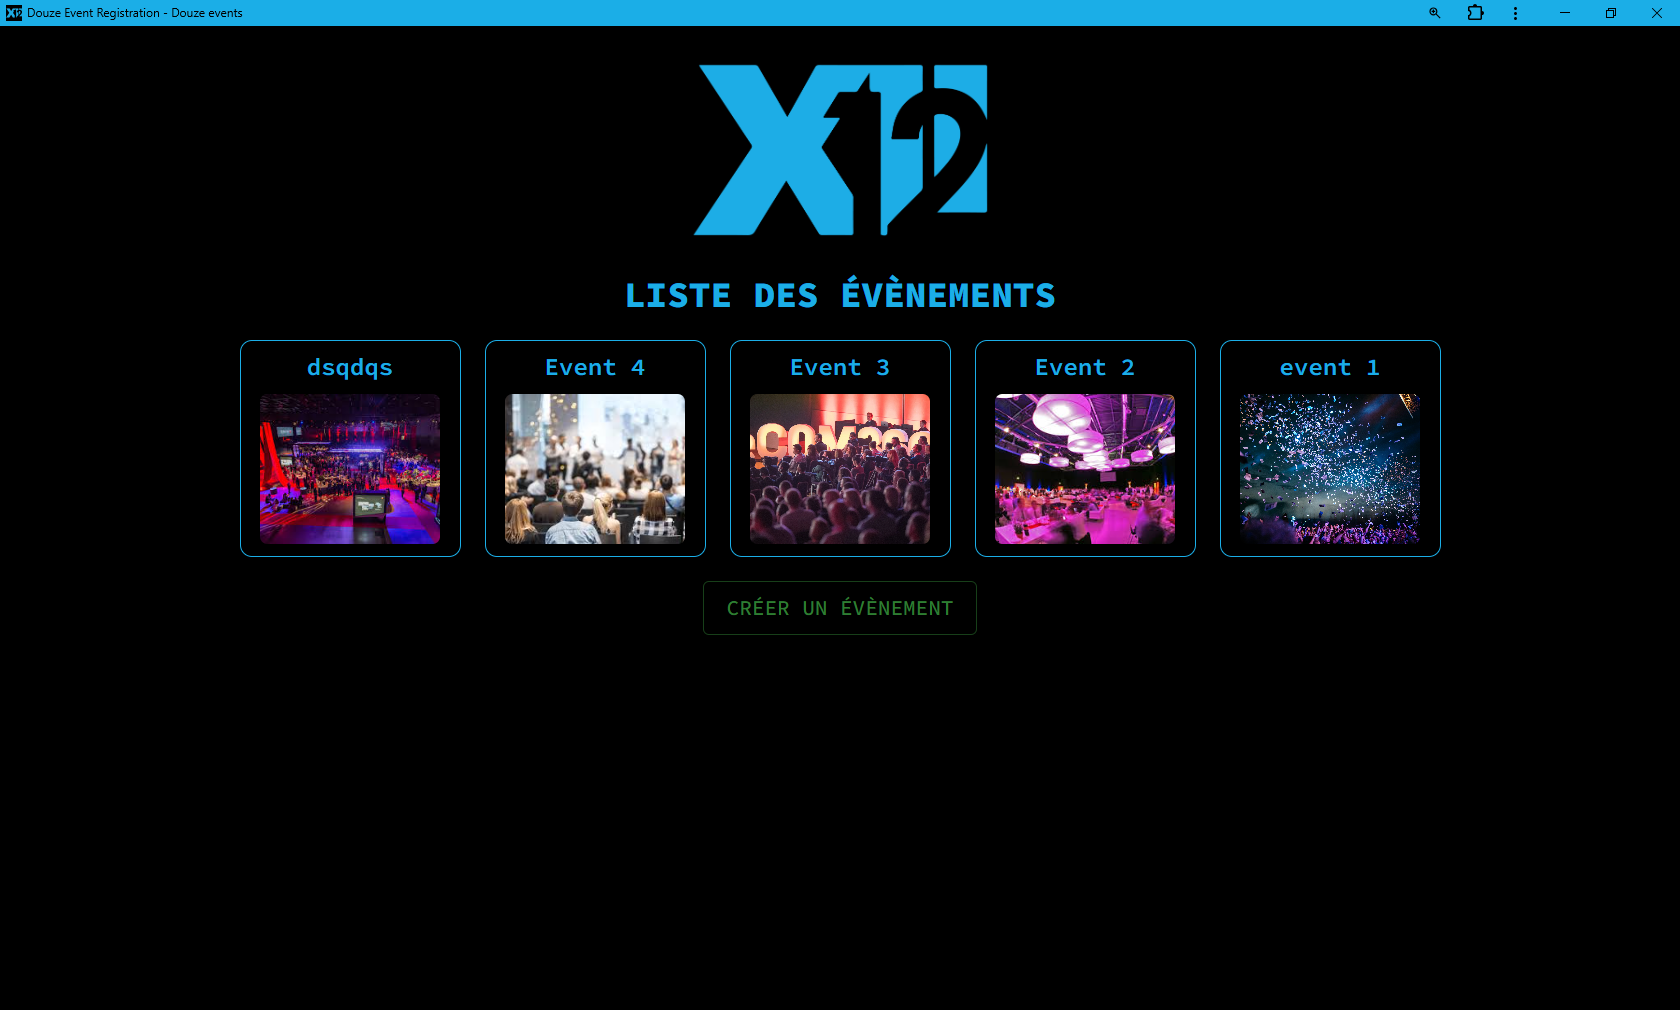 Douze Event Registration - Douze events
X12
LISTE DES ÉVÈNEMENTS
dsqdqs
Event 4
Event 3
Event 2
event 1
CRÉER UN ÉVÈNEMENT